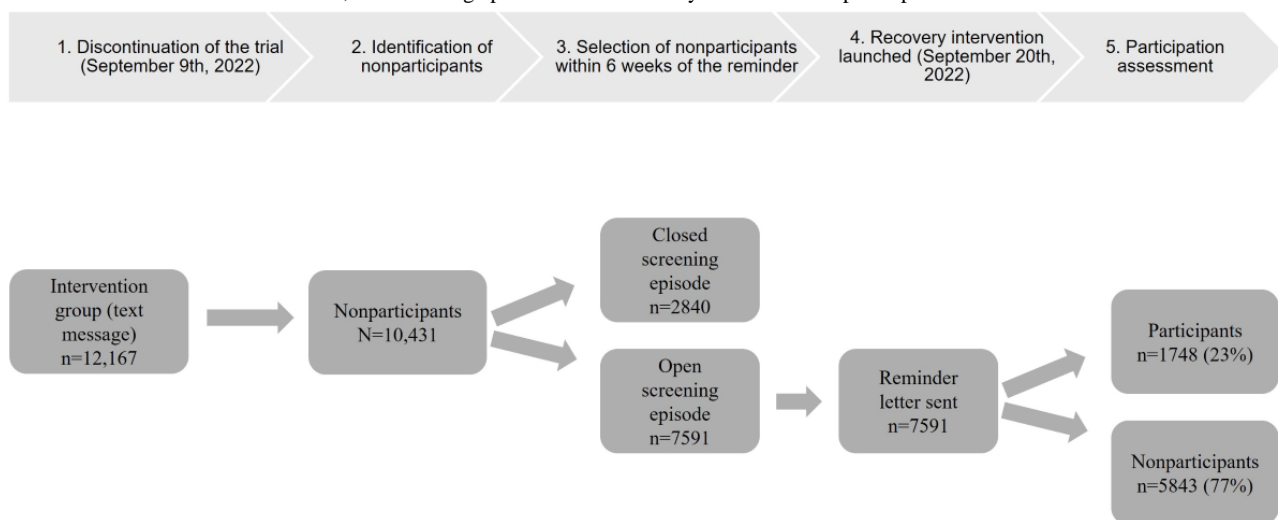 1. Discontinuation of the trial
(September 9th, 2022)
2. Identification of
nonparticipants
3. Selection of nonparticipants
within 6 weeks of the reminder
4. Recovery intervention
launched (September 20th,
2022)
5. Participation
assessment
Intervention
group (text
message)
n=12,167
Nonparticipants
N=10,431
Closed
screening
episode
n=2840
Open
screening
episode
n=7591
Reminder
letter sent
n=7591
Participants
n=1748 (23%)
Nonparticipants
n=5843 (77%)